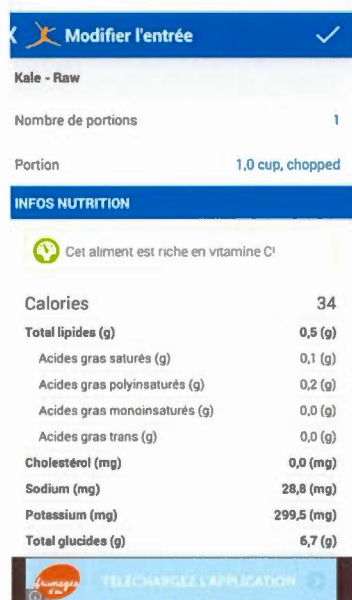 Modifier l'entrée
Kale - Raw
Nombre de portions 1
Portion 1,0 cup, chopped
INFOS NUTRITION
Cet aliment est riche en vitamine C!
Calories 34
Total lipides (g) 0,5 (g)
Acides gras saturés (g) 0,1 (g)
Acides gras polyinsaturés (g) 0,2 (g)
Acides gras monoinsaturés (g) 0,0 (g)
Acides gras trans (g) 0,0 (g)
Cholestérol (mg) 0,0 (mg)
Sodium (mg) 28,8 (mg)
Potassium (mg) 299,5 (mg)
Total glucides (g) 6,7 (g)
fromages
TÉLÉCHARGEZ L'APPLICATION